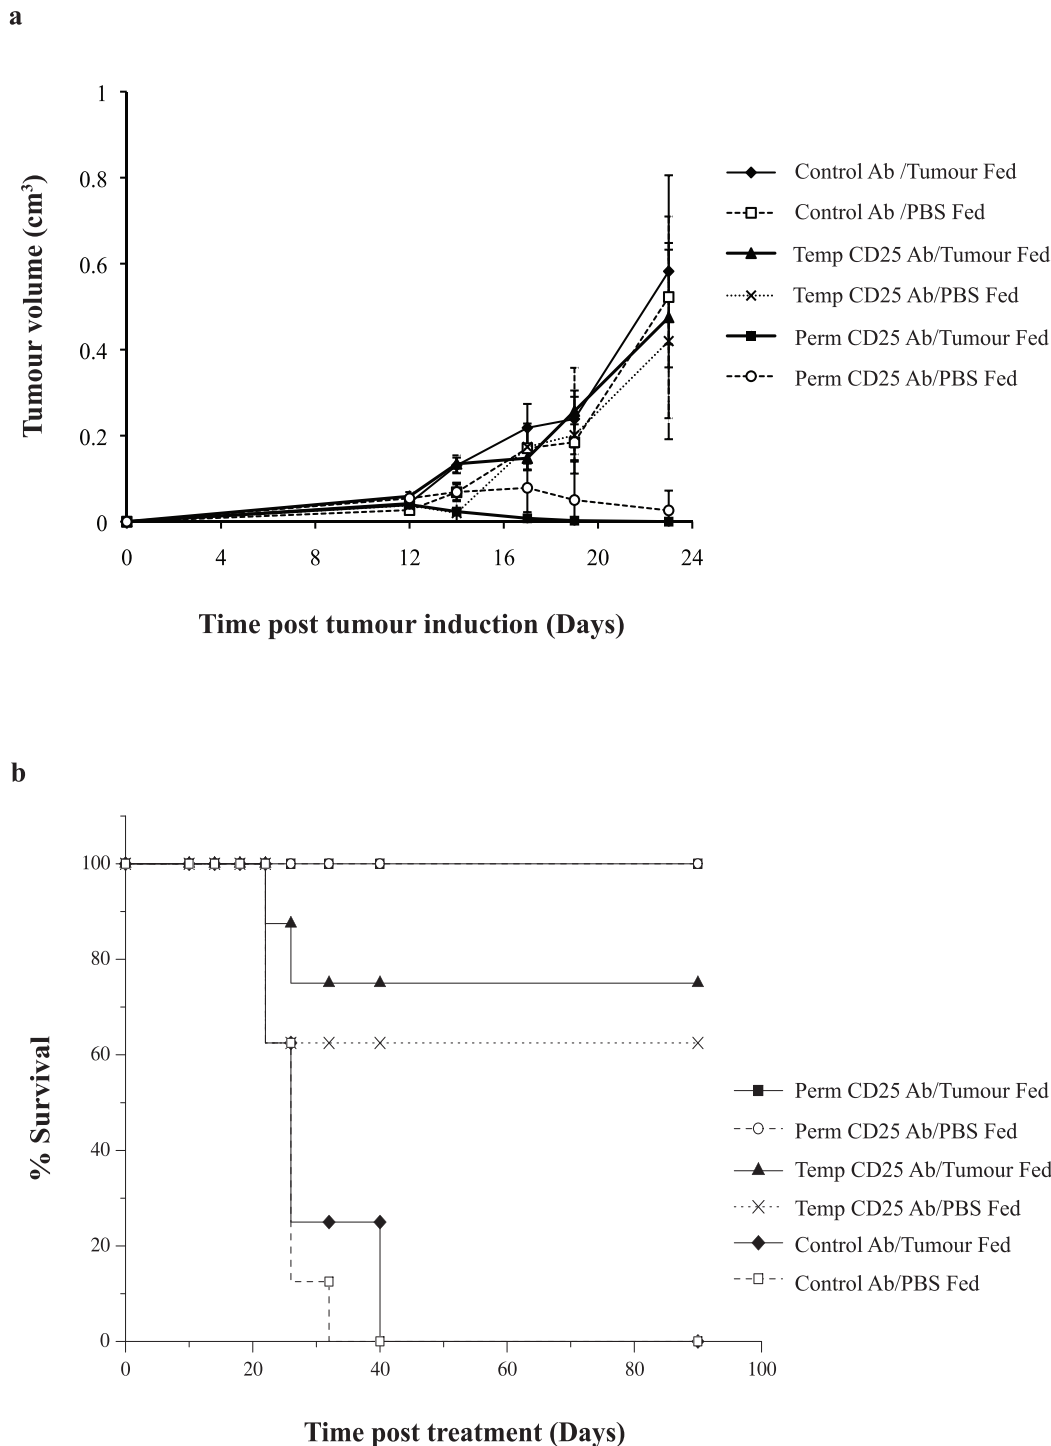 a
1
0.8
0.6
0.4
0.2
0
Tumour volume (cm³)
0 4 8 12 16 20 24
Time post tumour induction (Days)
Control Ab /Tumour Fed
Control Ab /PBS Fed
Temp CD25 Ab/Tumour Fed
Temp CD25 Ab/PBS Fed
Perm CD25 Ab/Tumour Fed
Perm CD25 Ab/PBS Fed
b
100
80
60
40
20
0
% Survival
0 20 40 60 80 100
Time post treatment (Days)
Perm CD25 Ab/Tumour Fed
Perm CD25 Ab/PBS Fed
Temp CD25 Ab/Tumour Fed
Temp CD25 Ab/PBS Fed
Control Ab/Tumour Fed
Control Ab/PBS Fed